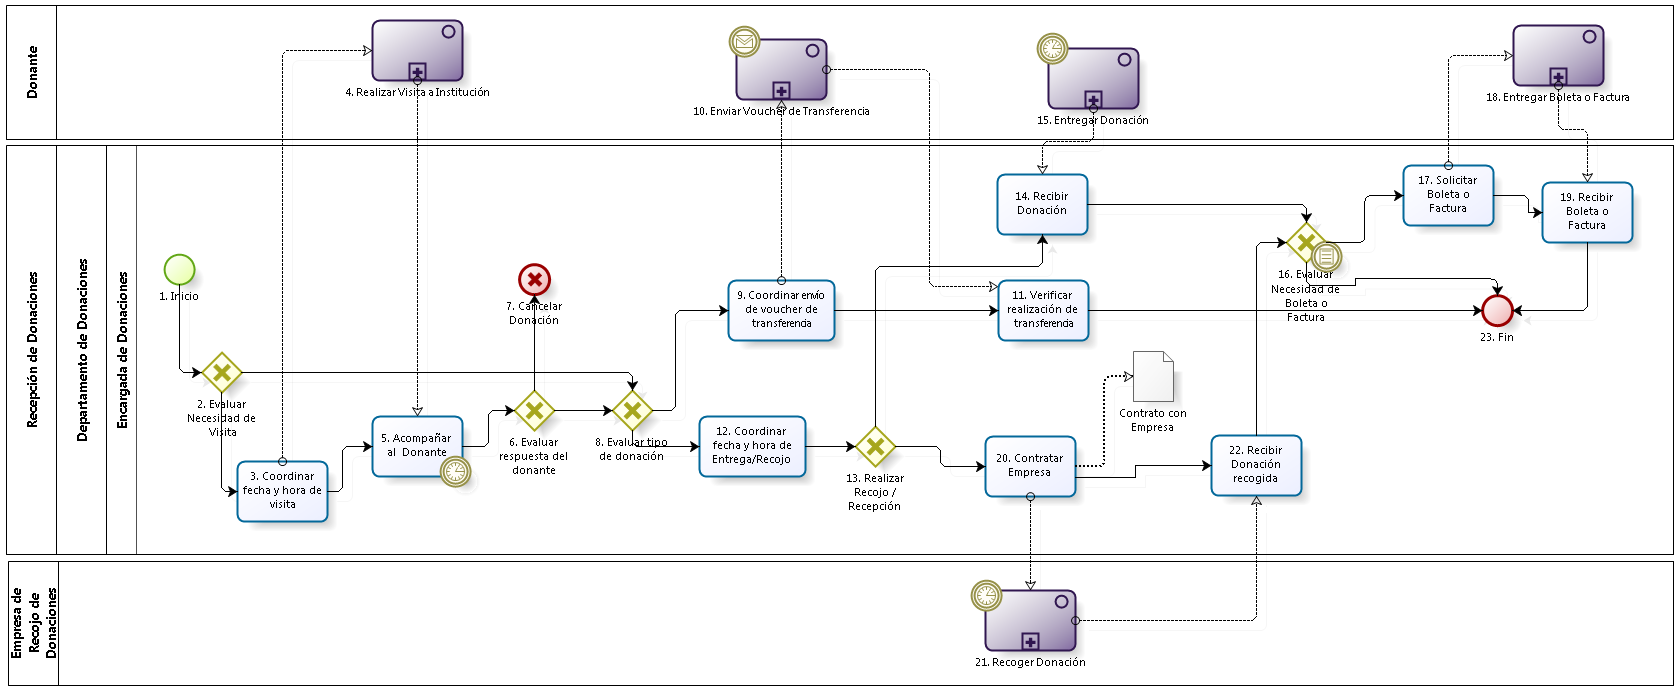 Donante
4. Realizar Visita a Institución
10. Enviar Voucher de Transferencia
15. Entregar Donación
18. Entregar Boleta o Factura
Recepción de Donaciones
Departamento de Donaciones
Encargada de Donaciones
1. Inicio
2. Evaluar
Necesidad de
Visita
3. Coordinar
fecha y hora de
visita
5. Acompañar
al Donante
6. Evaluar
respuesta del
donante
7. Cancelar
Donación
8. Evaluar tipo
de donación
9. Coordinar envío
de voucher de
transferencia
11. Verificar
realización de
transferencia
12. Coordinar
fecha y hora de
Entrega/Recojo
13. Realizar
Recojo /
Recepción
14. Recibir
Donación
16. Evaluar
Necesidad de
Boleta o
Factura
17. Solicitar
Boleta o
Factura
19. Recibir
Boleta o
Factura
20. Contratar
Empresa
Contrato con
Empresa
22. Recibir
Donación
recogida
23. Fin
Empresa de
Recojo de
Donaciones
21. Recoger Donación